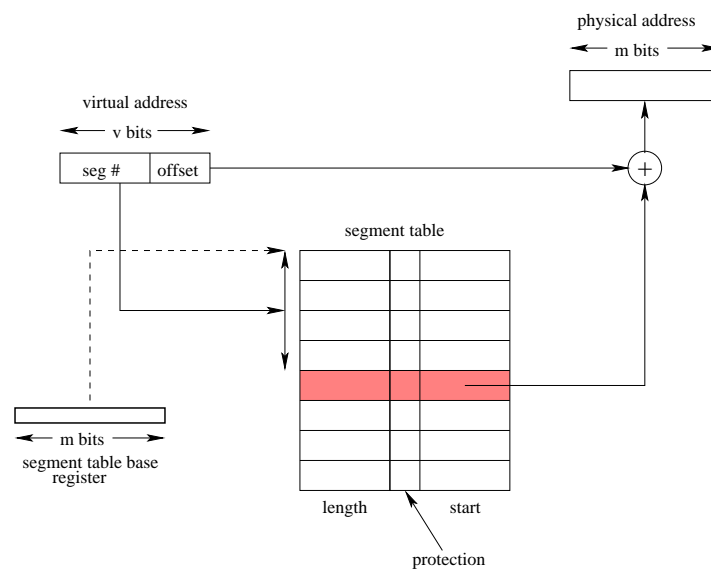 physical address
m bits
virtual address
v bits
seg #
offset
+
segment table
m bits
segment table base
register
length
start
protection